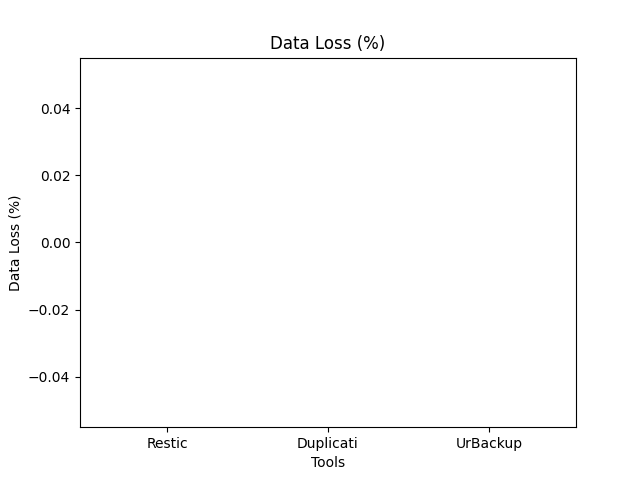 Data Loss (%)
Data Loss (%)
0.04
0.02
0.00
−0.02
−0.04
Restic Duplicati UrBackup
Tools